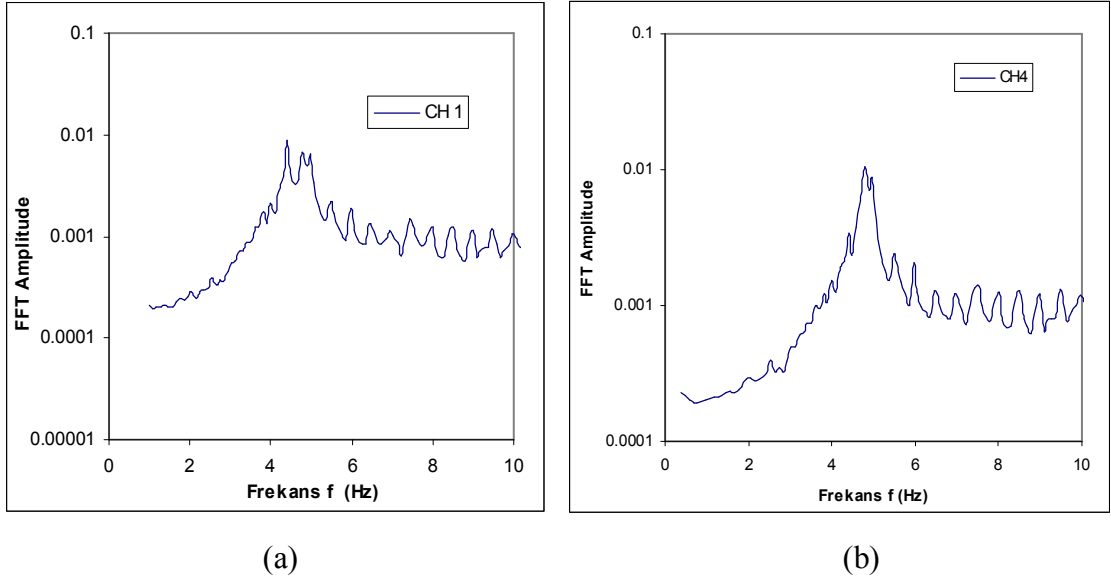 0.1
0.01
0.001
0.0001
0.00001
FFT Amplitude
0 2 4 6 8 10
Frekans f (Hz)
CH 1
(a)
0.1
0.01
0.001
0.0001
FFT Amplitude
0 2 4 6 8 10
Frekans f (Hz)
CH4
(b)